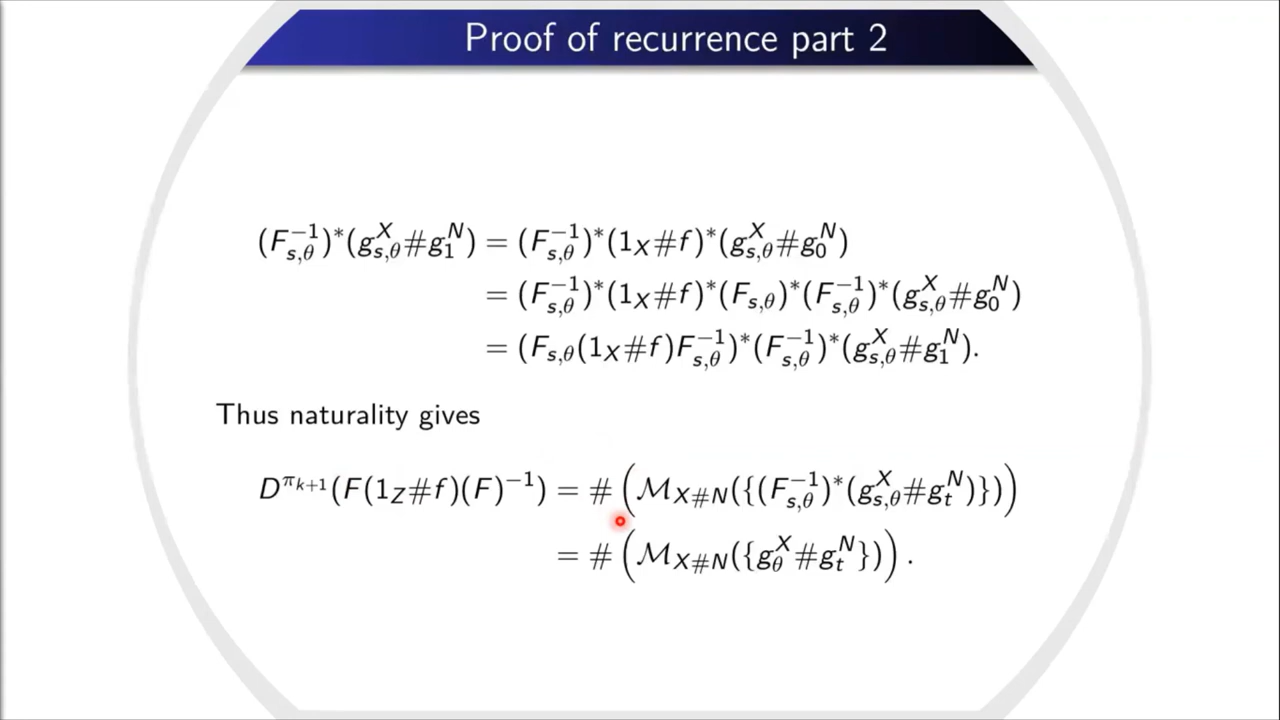 Proof of recurrence part 2
(F_{s,θ}^{-1})^*(g_{s,θ}^X#g_1^N) = (F_{s,θ}^{-1})^*(1_X#f)^*(g_{s,θ}^X#g_0^N)
= (F_{s,θ}^{-1})^*(1_X#f)^*(F_{s,θ})^*(F_{s,θ}^{-1})^*(g_{s,θ}^X#g_0^N)
= (F_{s,θ}(1_X#f)F_{s,θ}^{-1})^*(F_{s,θ}^{-1})^*(g_{s,θ}^X#g_1^N).
Thus naturality gives
D^{π_{k+1}}(F(1_Z#f)(F)^{-1}) = #(ℳ_{X#N}({(F_{s,θ}^{-1})^*(g_{s,θ}^X#g_t^N)}))
= #(ℳ_{X#N}({g_θ^X#g_t^N})).